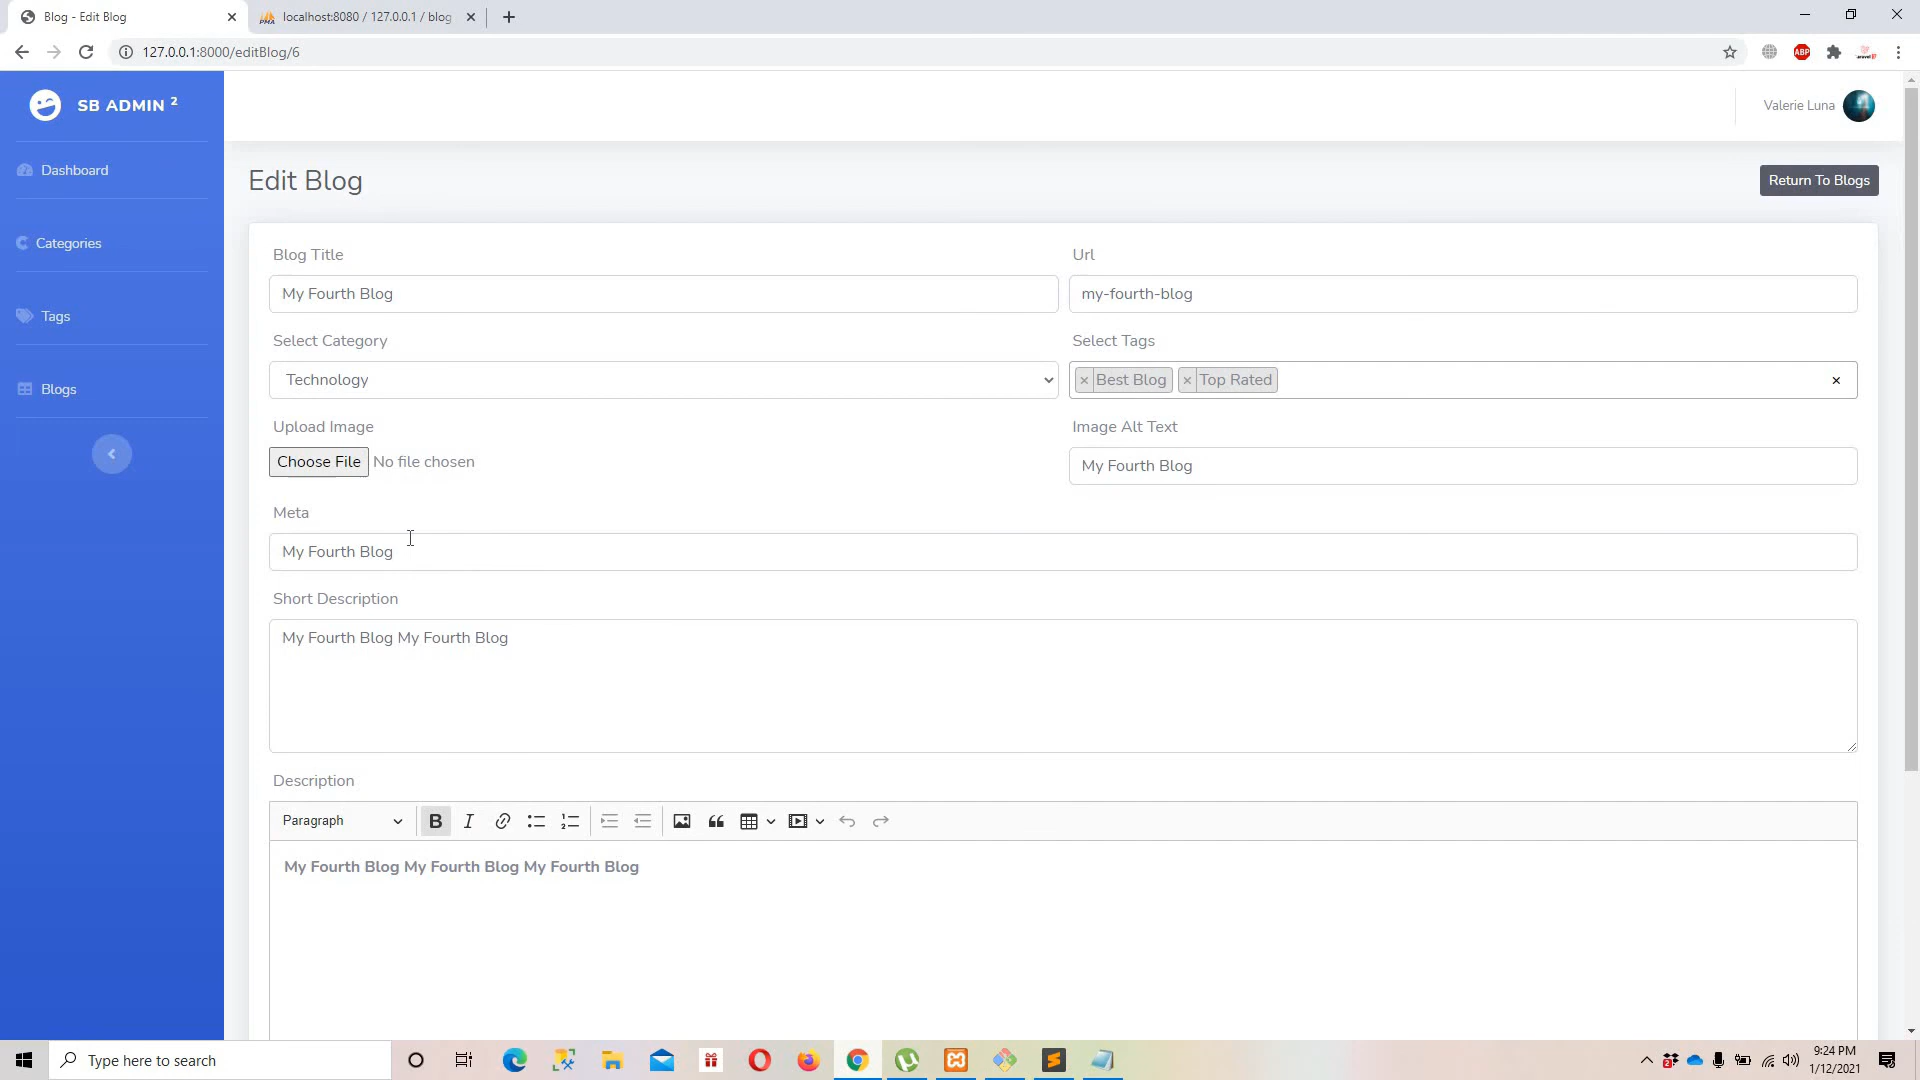 Blog - Edit Blog
localhost:8080 / 127.0.0.1 / blog
127.0.0.1:8000/editBlog/6
ABP
SB ADMIN 2
Valerie Luna
Dashboard
Categories
Tags
Blogs
Edit Blog
Return To Blogs
Blog Title
Url
My Fourth Blog
my-fourth-blog
Select Category
Select Tags
Technology
× Best Blog × Top Rated ×
Upload Image
Image Alt Text
Choose File No file chosen
My Fourth Blog
Meta
My Fourth Blog
Short Description
My Fourth Blog My Fourth Blog
Description
Paragraph
My Fourth Blog My Fourth Blog My Fourth Blog
Type here to search
9:24 PM
1/12/2021